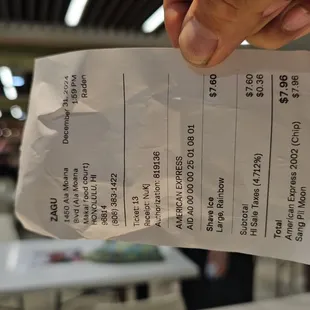 ZAGU
1450 Ala Moana
Blvd (Ala Moana
Makai Food court)
HONOLULU, HI
96814
(808) 383-1422
December 31, 2024
1:59 PM
Raden
Ticket: 13
Receipt: NuKj
Authorization: 819136
AMERICAN EXPRESS
AID A0 00 00 00 25 01 08 01
Shave Ice $7.60
Large, Rainbow
Subtotal $7.60
HI Sale Taxes (4.712%) $0.36
Total $7.96
American Express 2002 (Chip) $7.96
Sang Pil Moon